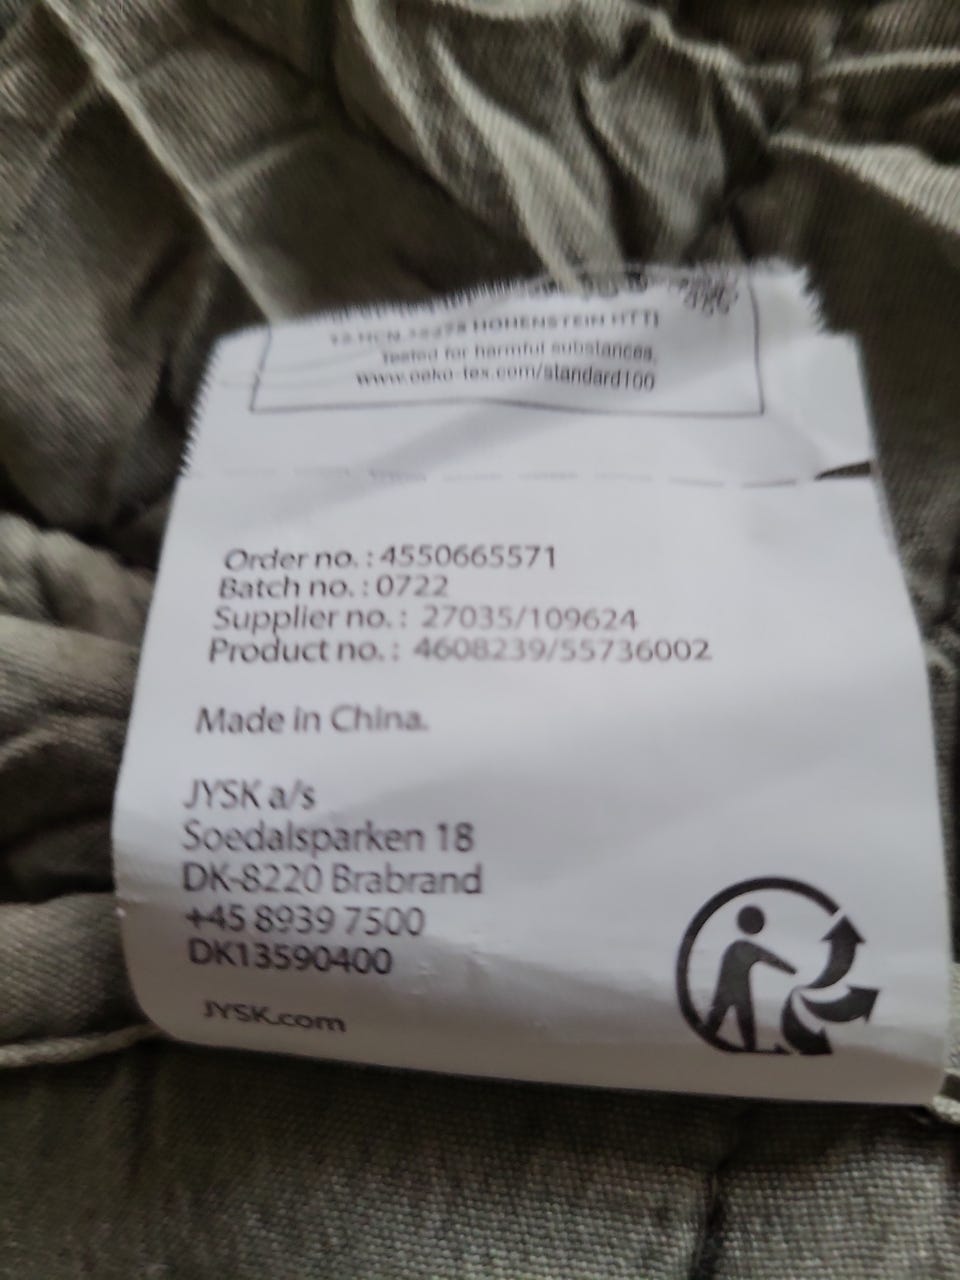 HOHENSTEIN HTTI
Tested for harmful substances.
www.oeko-tex.com/standard100
Order no. : 4550665571
Batch no. : 0722
Supplier no. : 27035/109624
Product no. : 4608239/55736002
Made in China.
JYSK a/s
Soedalsparken 18
DK-8220 Brabrand
+45 8939 7500
DK13590400
JYSK.com